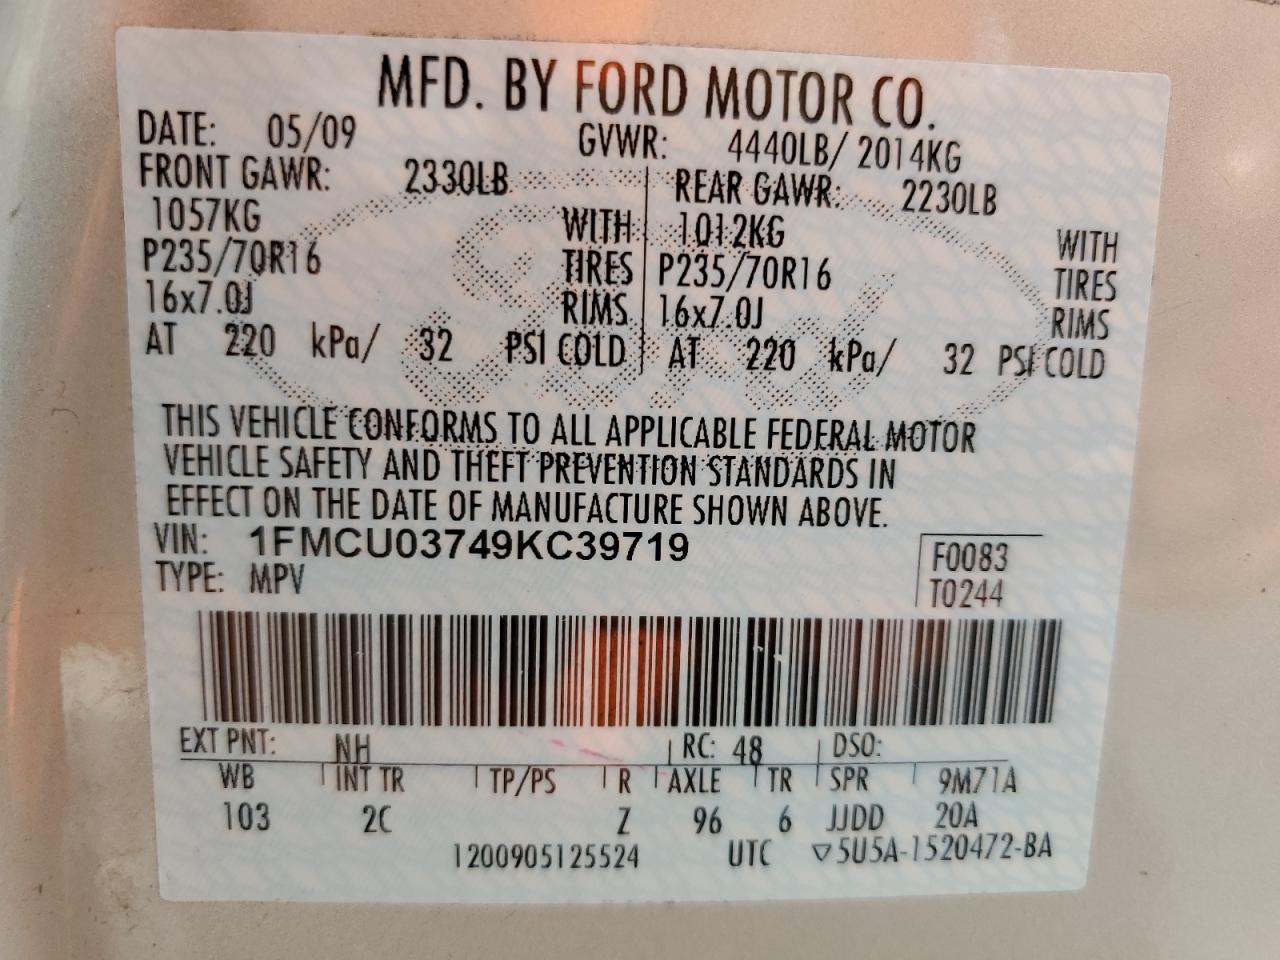 MFD. BY FORD MOTOR CO.
DATE: 05/09 GVWR: 4440LB/ 2014KG
FRONT GAWR: 2330LB REAR GAWR: 2230LB
1057KG WITH 1012KG WITH
P235/70R16 TIRES P235/70R16 TIRES
16x7.0J RIMS 16x7.0J RIMS
AT 220 kPa/ 32 PSI COLD AT 220 kPa/ 32 PSI COLD
THIS VEHICLE CONFORMS TO ALL APPLICABLE FEDERAL MOTOR
VEHICLE SAFETY AND THEFT PREVENTION STANDARDS IN
EFFECT ON THE DATE OF MANUFACTURE SHOWN ABOVE.
VIN: 1FMCU03749KC39719 F0083
TYPE: MPV T0244
EXT PNT: NH RC: 48 DSO:
WB INT TR TP/PS R AXLE TR SPR 9M71A
103 2C Z 96 6 JJDD 20A
1200905125524 UTC ▽5U5A-1520472-BA